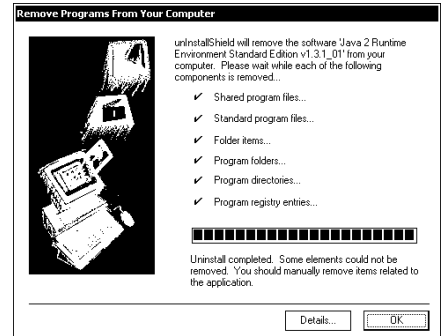 Remove Programs From Your Computer
unInstallShield will remove the software 'Java 2 Runtime
Environment Standard Edition v1.3.1_01' from your
computer.  Please wait while each of the following
components is removed...
✔ Shared program files...
✔ Standard program files...
✔ Folder items...
✔ Program folders...
✔ Program directories...
✔ Program registry entries...
Uninstall completed.  Some elements could not be
removed.  You should manually remove items related to
the application.
Details...
OK